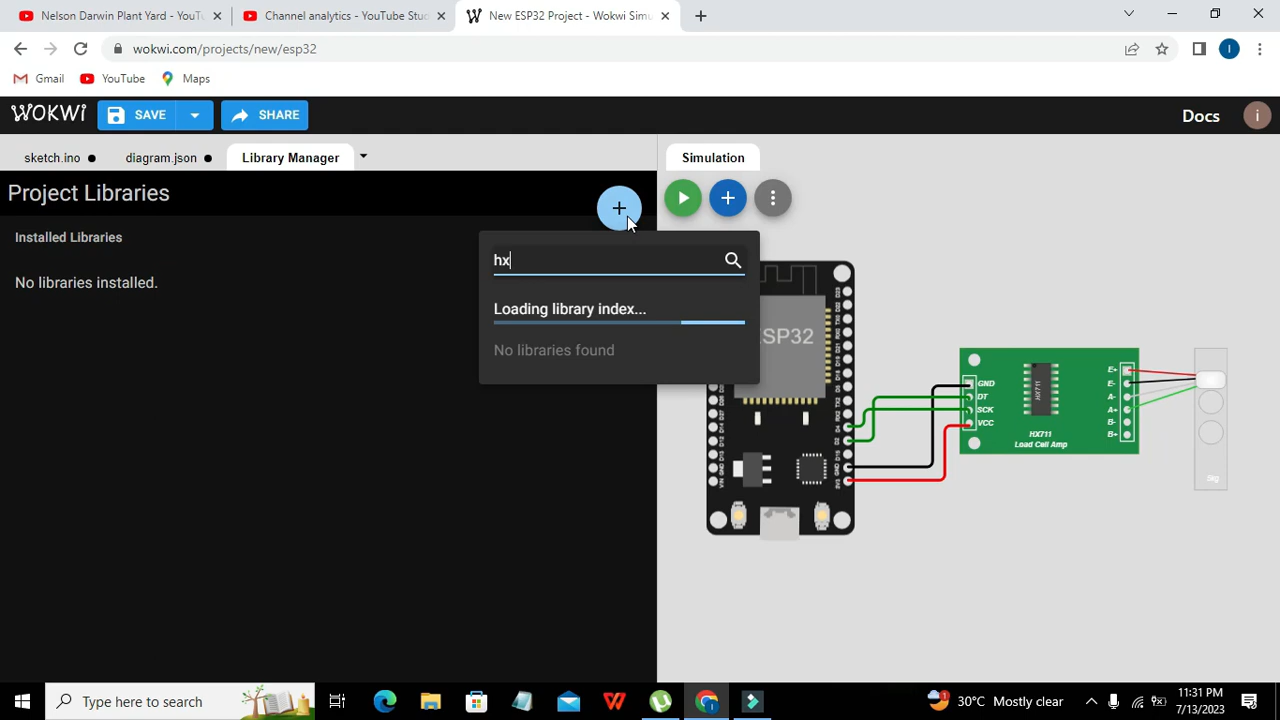 Nelson Darwin Plant Yard - YouTu
Channel analytics - YouTube Stud
New ESP32 Project - Wokwi Simu
wokwi.com/projects/new/esp32
I
Gmail
YouTube
Maps
WOKWi
SAVE
SHARE
Docs
i
sketch.ino ●
diagram.json ●
Library Manager
Simulation
Project Libraries
Installed Libraries
No libraries installed.
hx
Loading library index...
No libraries found
ESP32
GND
DT
SCK
VCC
HX711
E+
E-
A-
A+
B-
B+
HX711
Load Cell Amp
5kg
Type here to search
30°C Mostly clear
11:31 PM
7/13/2023